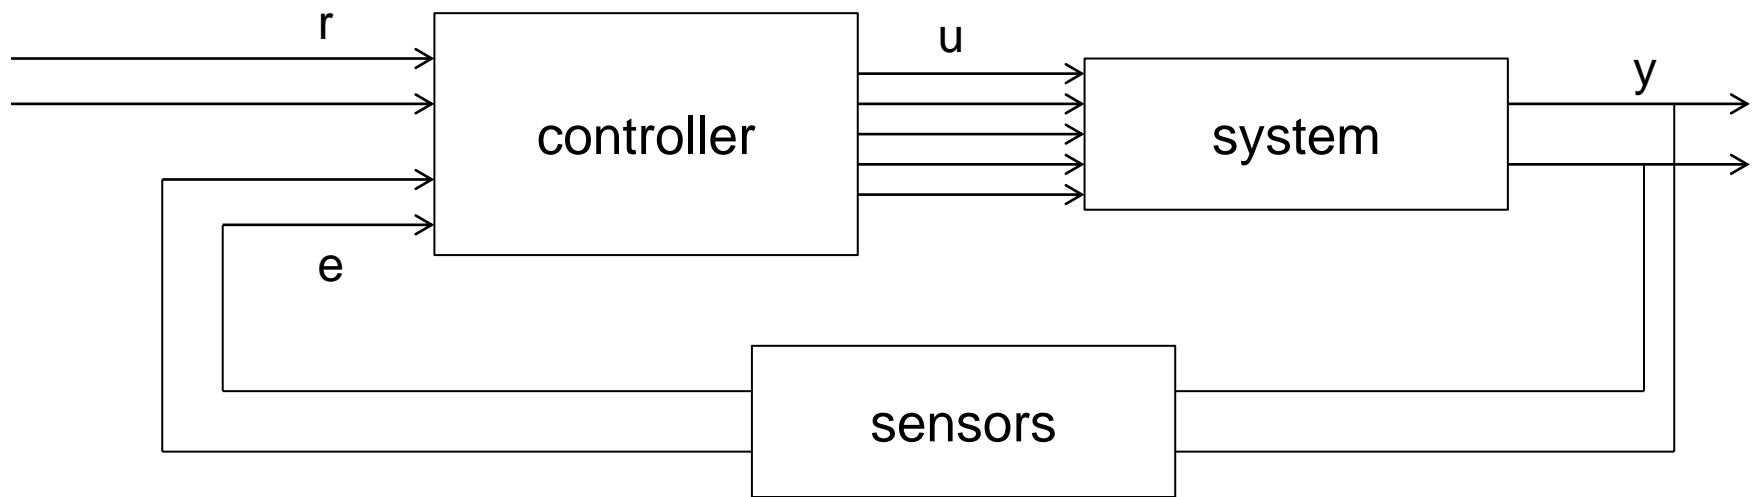 r
u
y
controller
system
e
sensors